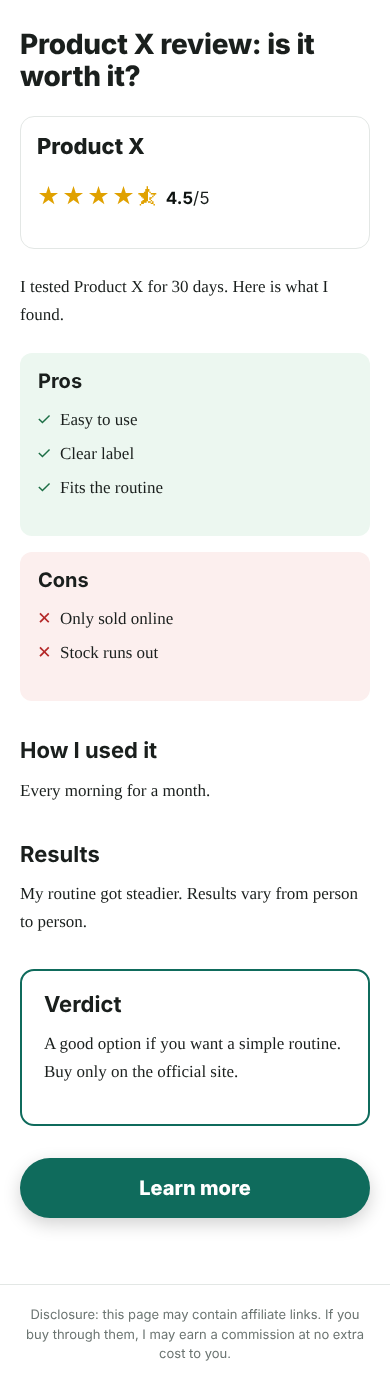 Product X review: is it
worth it?
Product X
★★★★⯪ 4.5/5
I tested Product X for 30 days. Here is what I
found.
Pros
✓ Easy to use
✓ Clear label
✓ Fits the routine
Cons
✕ Only sold online
✕ Stock runs out
How I used it
Every morning for a month.
Results
My routine got steadier. Results vary from person
to person.
Verdict
A good option if you want a simple routine.
Buy only on the official site.
Learn more
Disclosure: this page may contain affiliate links. If you
buy through them, I may earn a commission at no extra
cost to you.